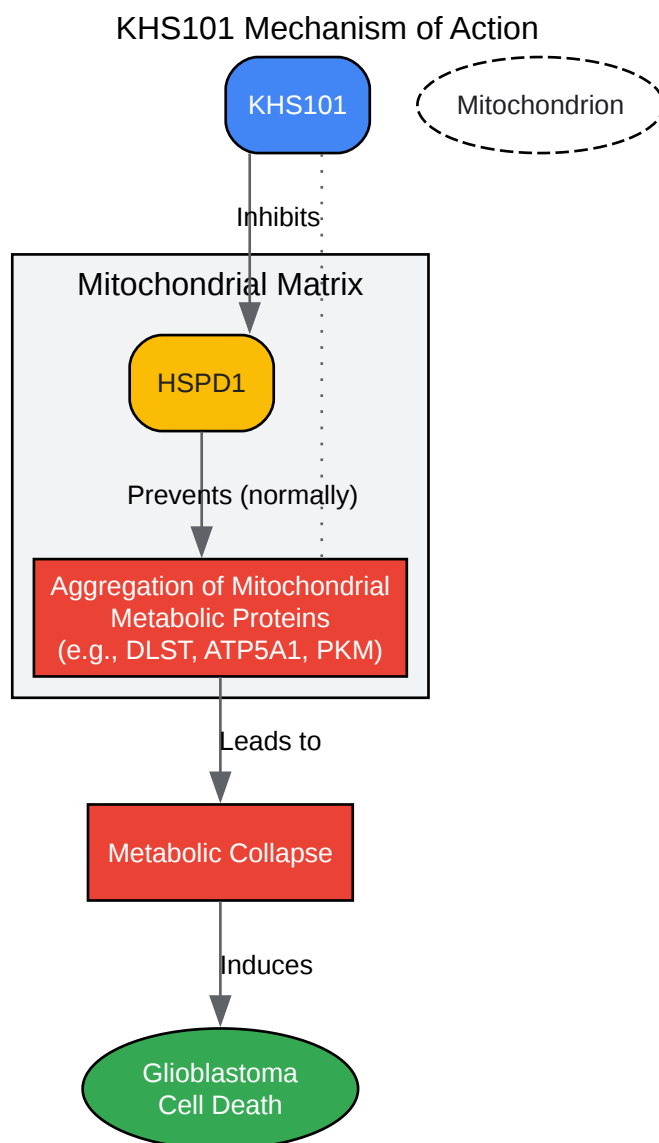 KHS101 Mechanism of Action
KHS101
Mitochondrion
Inhibits
Mitochondrial Matrix
HSPD1
Prevents (normally)
Aggregation of Mitochondrial
Metabolic Proteins
(e.g., DLST, ATP5A1, PKM)
Leads to
Metabolic Collapse
Induces
Glioblastoma
Cell Death